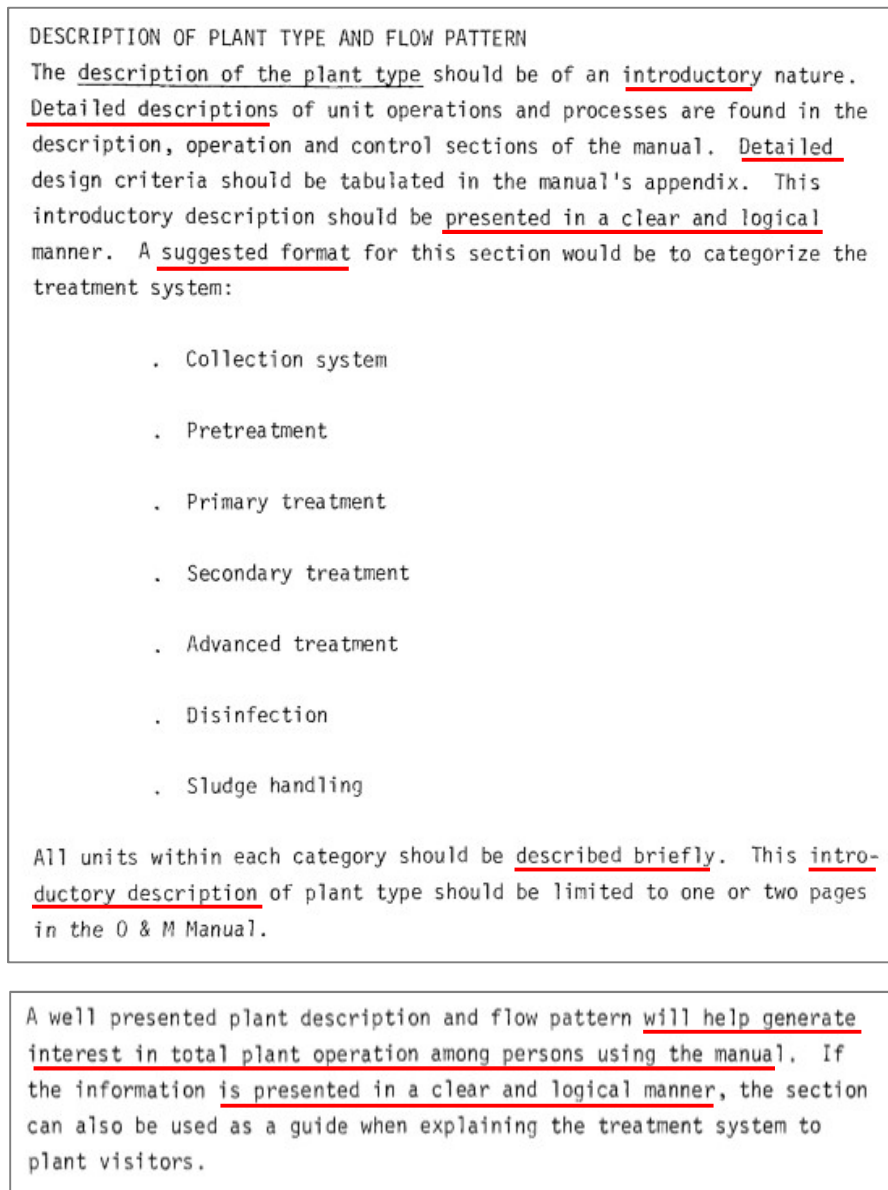 DESCRIPTION OF PLANT TYPE AND FLOW PATTERN
The description of the plant type should be of an introductory nature.
Detailed descriptions of unit operations and processes are found in the
description, operation and control sections of the manual. Detailed
design criteria should be tabulated in the manual's appendix. This
introductory description should be presented in a clear and logical
manner. A suggested format for this section would be to categorize the
treatment system:
. Collection system
. Pretreatment
. Primary treatment
. Secondary treatment
. Advanced treatment
. Disinfection
. Sludge handling
All units within each category should be described briefly. This intro-
ductory description of plant type should be limited to one or two pages
in the O & M Manual.
A well presented plant description and flow pattern will help generate
interest in total plant operation among persons using the manual. If
the information is presented in a clear and logical manner, the section
can also be used as a guide when explaining the treatment system to
plant visitors.